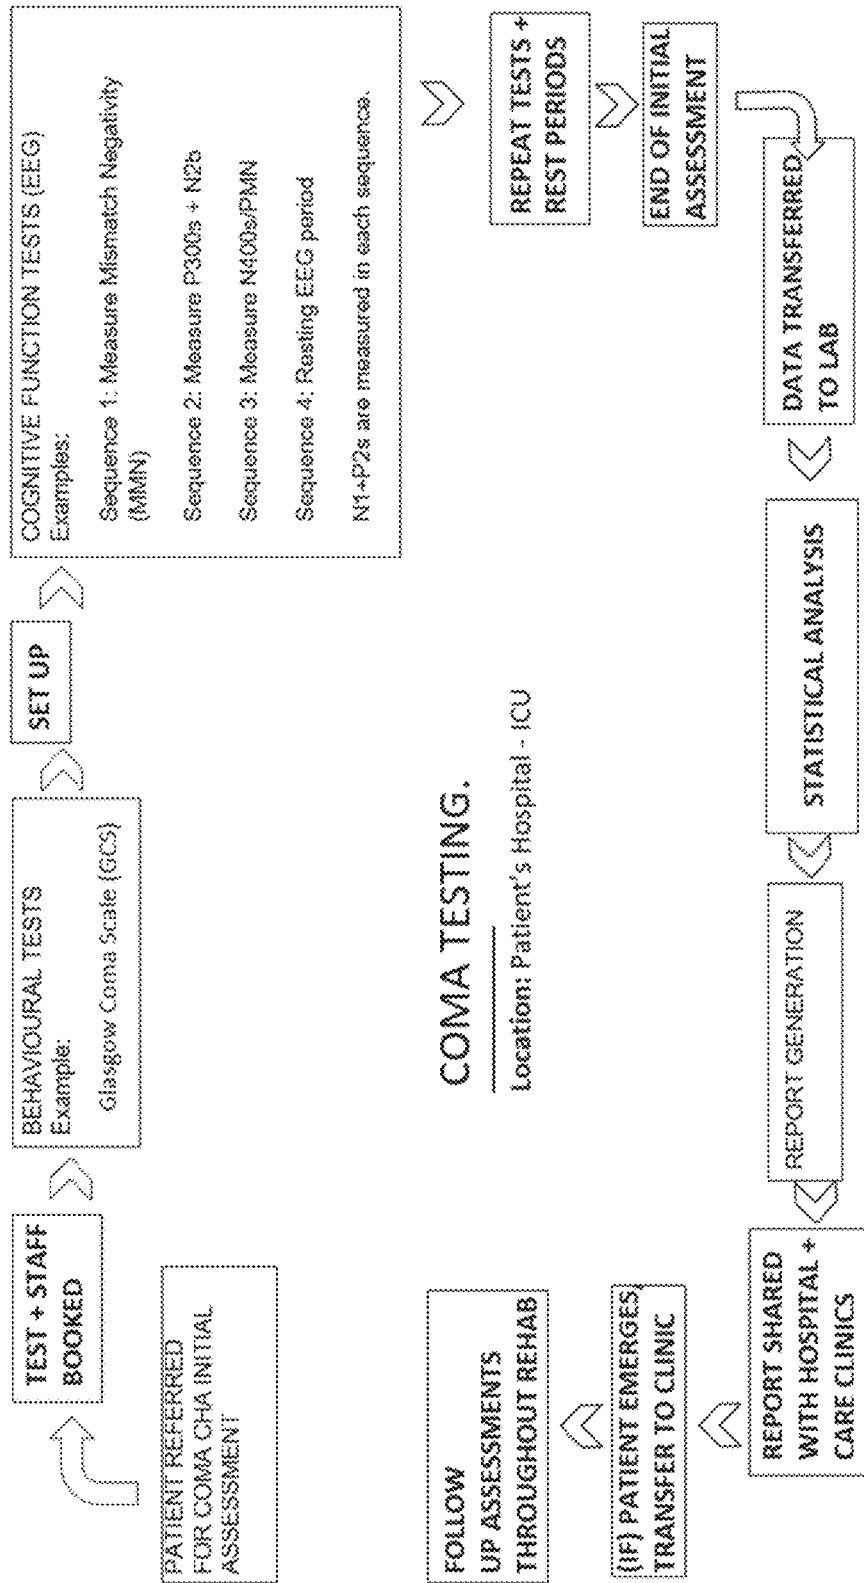 PATIENT REFERRED
FOR COMA CHA INITIAL
ASSESSMENT
TEST + STAFF
BOOKED
BEHAVIOURAL TESTS
Example:
Glasgow Coma Scale (GCS)
SET UP
COGNITIVE FUNCTION TESTS (EEG)
Examples:
Sequence 1: Measure Mismatch Negativity
(MMN)
Sequence 2: Measure P300s + N2b
Sequence 3: Measure N400s/PMN
Sequence 4: Resting EEG period
N1+P2s are measured in each sequence.
REPEAT TESTS +
REST PERIODS
END OF INITIAL
ASSESSMENT
DATA TRANSFERRED
TO LAB
STATISTICAL ANALYSIS
REPORT GENERATION
REPORT SHARED
WITH HOSPITAL +
CARE CLINICS
(IF) PATIENT EMERGES,
TRANSFER TO CLINIC
FOLLOW
UP ASSESSMENTS
THROUGHOUT REHAB
COMA TESTING.
Location: Patient's Hospital - ICU